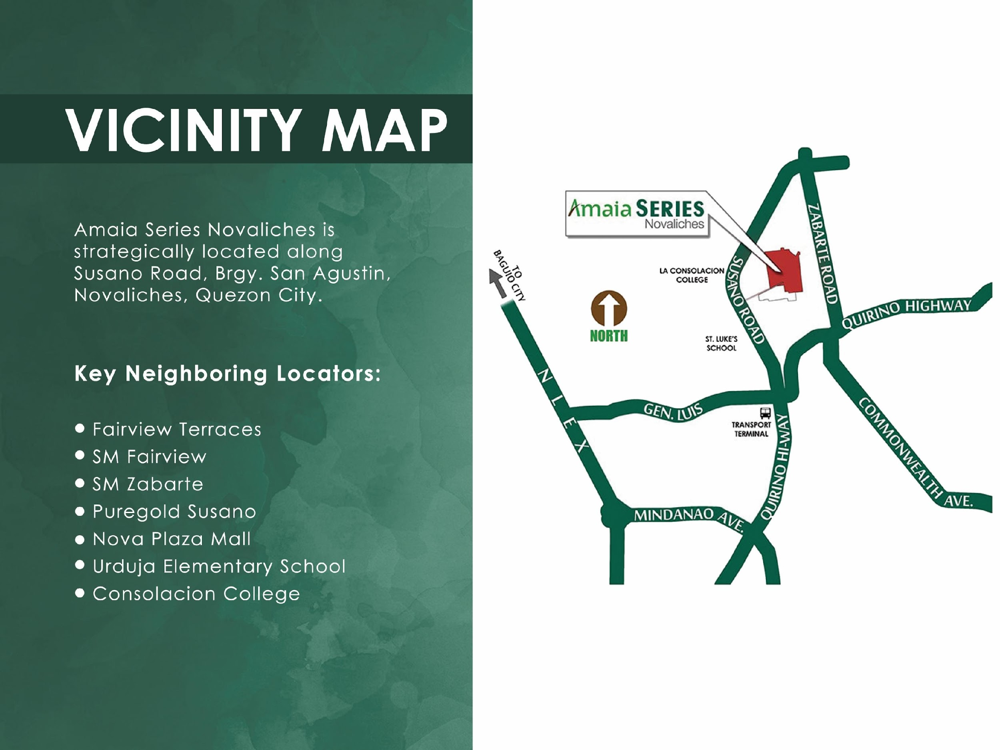 VICINITY MAP
Amaia Series Novaliches is
strategically located along
Susano Road, Brgy. San Agustin,
Novaliches, Quezon City.
Key Neighboring Locators:
● Fairview Terraces
● SM Fairview
● SM Zabarte
● Puregold Susano
● Nova Plaza Mall
● Urduja Elementary School
● Consolacion College
Amaia SERIES
Novaliches
ZABARTE ROAD
TO
BAGUIO CITY
LA CONSOLACION
COLLEGE
SUSANO ROAD
NORTH
QUIRINO HIGHWAY
ST. LUKE'S
SCHOOL
NLEX
GEN. LUIS
TRANSPORT
TERMINAL
QUIRINO HI-WAY
COMMONWEALTH AVE.
MINDANAO AVE.